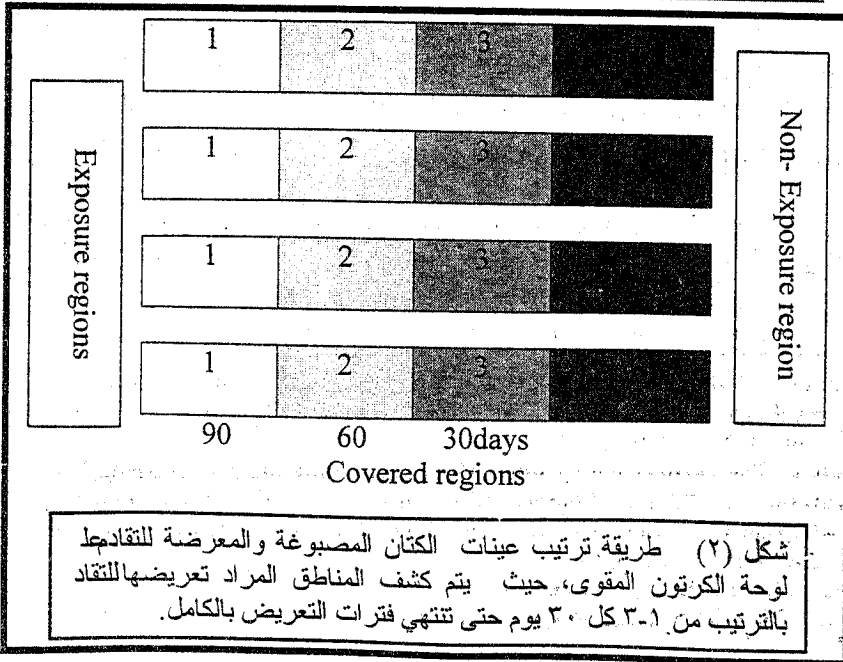 1 2 3
1 2 3
1 2 3
1 2 3
Exposure regions
Non- Exposure region
90 60 30days
Covered regions
شكل (٢) طريقة ترتيب عينات الكتان المصبوغة والمعرضة للتقادم
لوحة الكرتون المقوى، حيث يتم كشف المناطق المراد تعريضها للتقاد
بالترتيب من ١-٣ كل ٣٠ يوم حتى تنتهي فترات التعريض بالكامل.